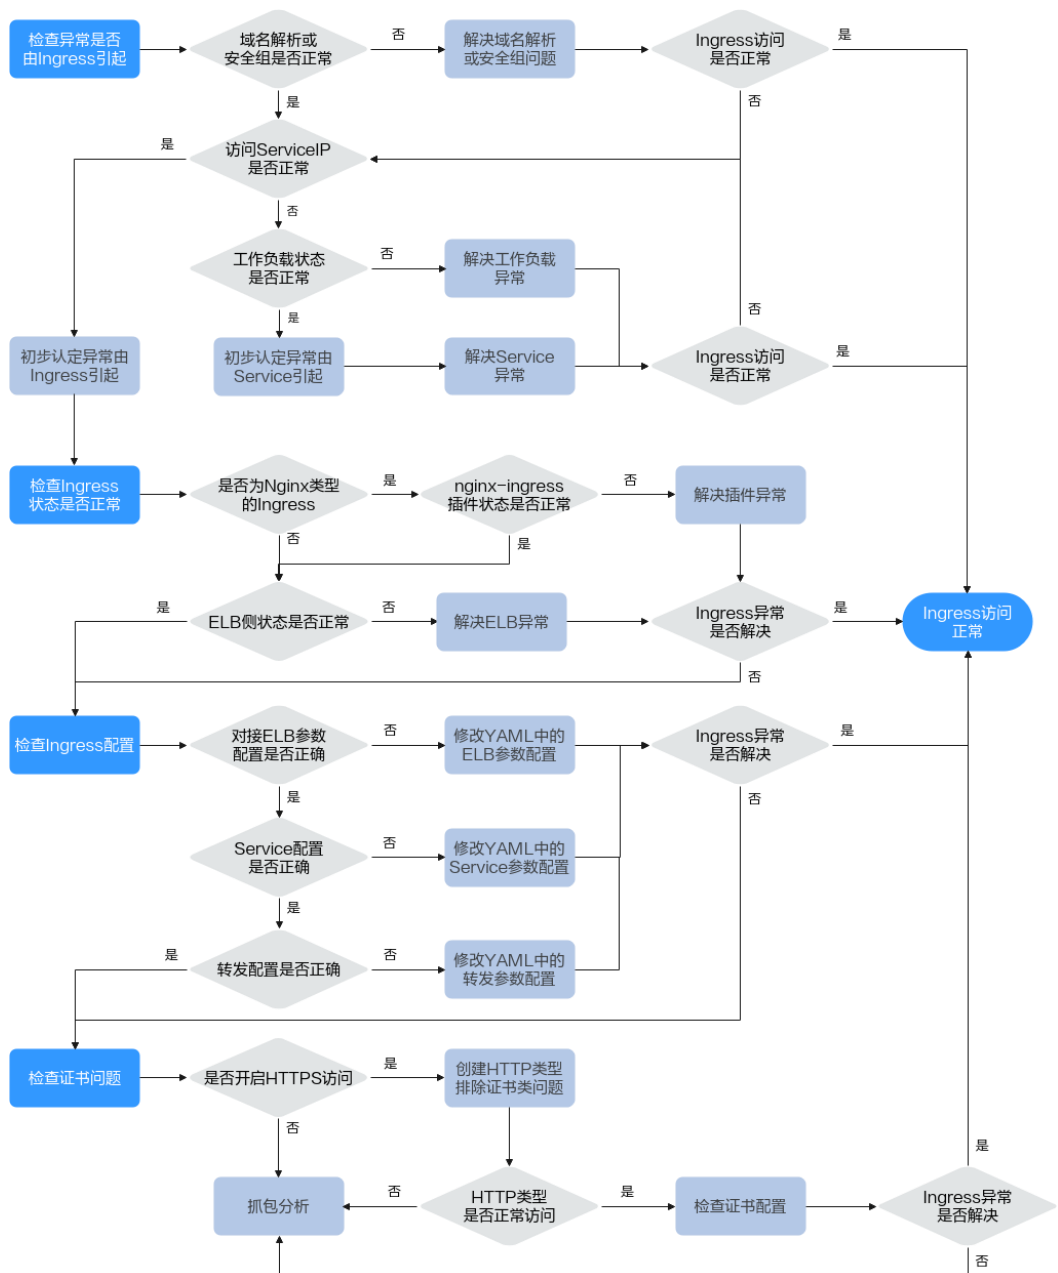 检查异常是否
由Ingress引起
域名解析或
安全组是否正常
否
解决域名解析
或安全组问题
Ingress访问
是否正常
是
是
否
是
访问ServiceIP
是否正常
否
工作负载状态
是否正常
否
解决工作负载
异常
是
否
初步认定异常由
Ingress引起
初步认定异常由
Service引起
解决Service
异常
Ingress访问
是否正常
是
检查Ingress
状态是否正常
是否为Nginx类型
的Ingress
是
nginx-ingress
插件状态是否正常
否
解决插件异常
否
是
是
ELB侧状态是否正常
否
解决ELB异常
Ingress异常
是否解决
是
Ingress访问
正常
否
检查Ingress配置
对接ELB参数
配置是否正确
否
修改YAML中的
ELB参数配置
Ingress异常
是否解决
是
是
否
Service配置
是否正确
否
修改YAML中的
Service参数配置
是
是
转发配置是否正确
否
修改YAML中的
转发参数配置
检查证书问题
是否开启HTTPS访问
是
创建HTTP类型
排除证书类问题
否
是
抓包分析
否
HTTP类型
是否正常访问
是
检查证书配置
Ingress异常
是否解决
否